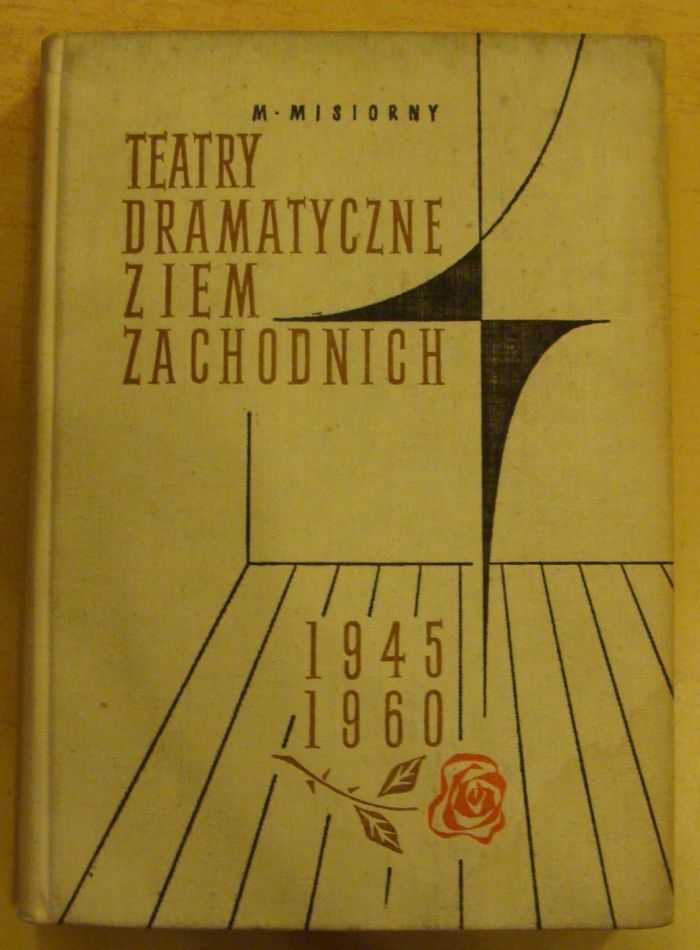 M·MISIORNY
TEATRY
DRAMATYCZNE
ZIEM
ZACHODNICH
1945
1960